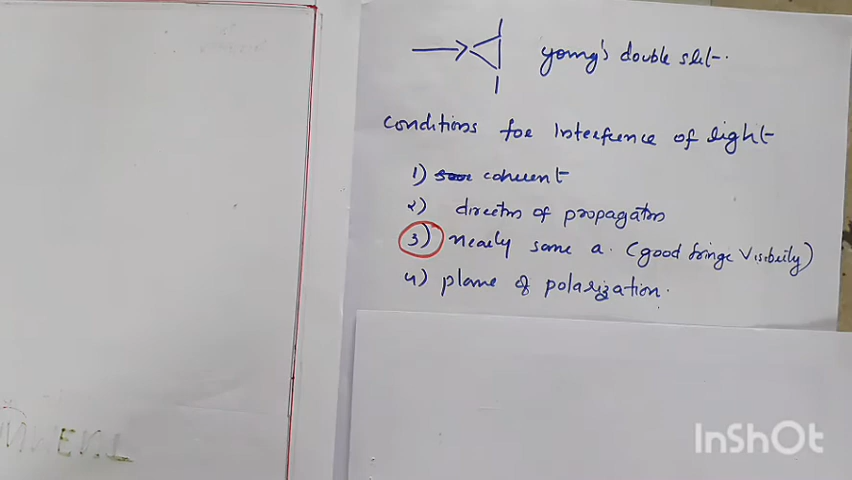 young's double slit.
Conditions for Interference of light
1) coherent
2) direction of propagation
3) nearly same a. (good fringe visibility)
4) plane of polarization.
InShOt